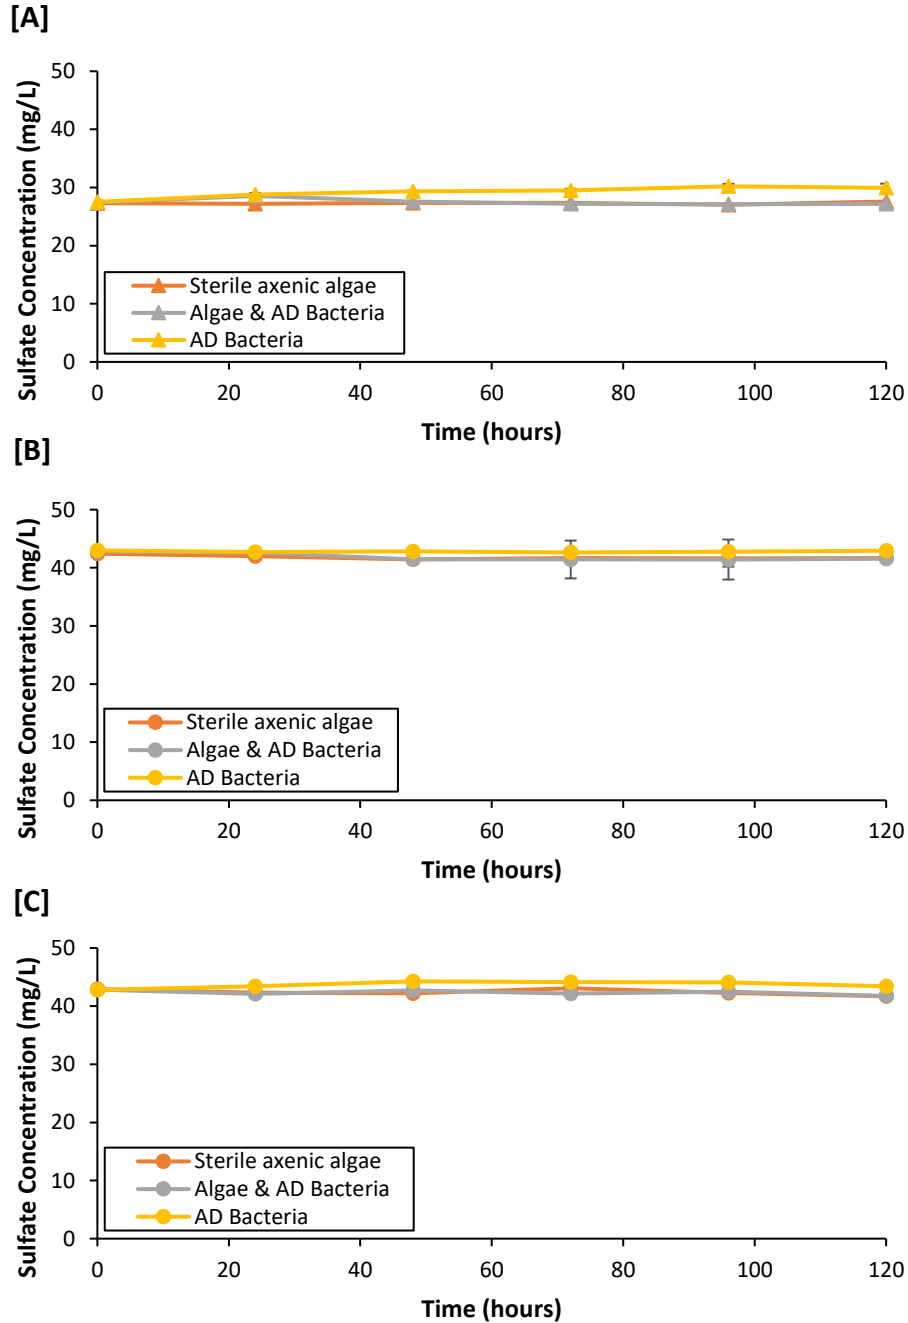 [A]
Sulfate Concentration (mg/L)
50
40
30
20
10
0
Sterile axenic algae
Algae & AD Bacteria
AD Bacteria
0 20 40 60 80 100 120
Time (hours)
[B]
Sulfate Concentration (mg/L)
50
40
30
20
10
0
Sterile axenic algae
Algae & AD Bacteria
AD Bacteria
0 20 40 60 80 100 120
Time (hours)
[C]
Sulfate Concentration (mg/L)
50
40
30
20
10
0
Sterile axenic algae
Algae & AD Bacteria
AD Bacteria
0 20 40 60 80 100 120
Time (hours)